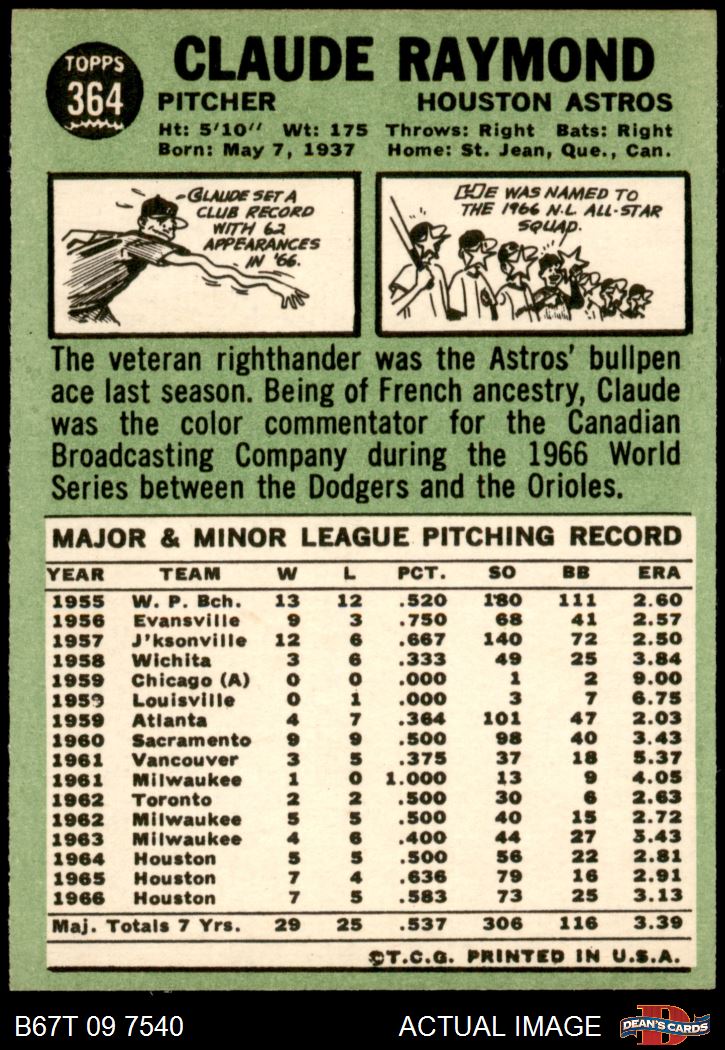 TOPPS
364
CLAUDE RAYMOND
PITCHER HOUSTON ASTROS
Ht: 5'10" Wt: 175 Throws: Right Bats: Right
Born: May 7, 1937 Home: St. Jean, Que., Can.
CLAUDE SET A
CLUB RECORD
WITH 62
APPEARANCES
IN '66.
HE WAS NAMED TO
THE 1966 N.L. ALL-STAR
SQUAD.
The veteran righthander was the Astros' bullpen
ace last season. Being of French ancestry, Claude
was the color commentator for the Canadian
Broadcasting Company during the 1966 World
Series between the Dodgers and the Orioles.
MAJOR & MINOR LEAGUE PITCHING RECORD
YEAR TEAM W L PCT. SO BB ERA
1955 W. P. Bch. 13 12 .520 180 111 2.60
1956 Evansville 9 3 .750 68 41 2.57
1957 J'ksonville 12 6 .667 140 72 2.50
1958 Wichita 3 6 .333 49 25 3.84
1959 Chicago (A) 0 0 .000 1 2 9.00
1959 Louisville 0 1 .000 3 7 6.75
1959 Atlanta 4 7 .364 101 47 2.03
1960 Sacramento 9 9 .500 98 40 3.43
1961 Vancouver 3 5 .375 37 18 5.37
1961 Milwaukee 1 0 1.000 13 9 4.05
1962 Toronto 2 2 .500 30 6 2.63
1962 Milwaukee 5 5 .500 40 15 2.72
1963 Milwaukee 4 6 .400 44 27 5.43
1964 Houston 5 5 .500 56 22 2.81
1965 Houston 7 4 .636 79 16 2.91
1966 Houston 7 5 .583 73 25 3.13
Maj. Totals 7 Yrs. 29 25 .537 306 116 3.39
©T.C.G. PRINTED IN U.S.A.
B67T 09 7540 ACTUAL IMAGE
D
DEAN'S CARDS